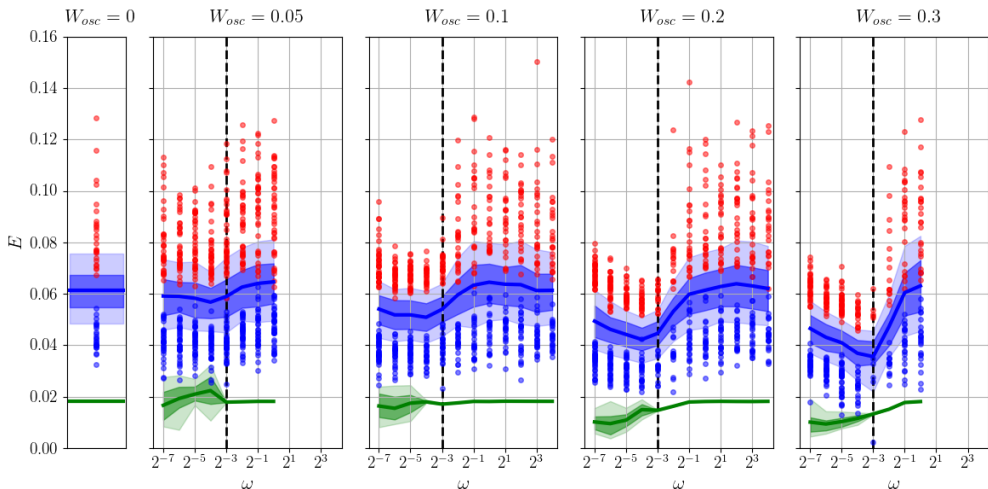 $W_{osc} = 0$ $W_{osc} = 0.05$ $W_{osc} = 0.1$ $W_{osc} = 0.2$ $W_{osc} = 0.3$
0.16
0.14
0.12
0.10
0.08
0.06
0.04
0.02
0.00
E
$2^{-7}$ $2^{-5}$ $2^{-3}$ $2^{-1}$ $2^{1}$ $2^{3}$ $2^{-7}$ $2^{-5}$ $2^{-3}$ $2^{-1}$ $2^{1}$ $2^{3}$ $2^{-7}$ $2^{-5}$ $2^{-3}$ $2^{-1}$ $2^{1}$ $2^{3}$ $2^{-7}$ $2^{-5}$ $2^{-3}$ $2^{-1}$ $2^{1}$ $2^{3}$
ω ω ω ω